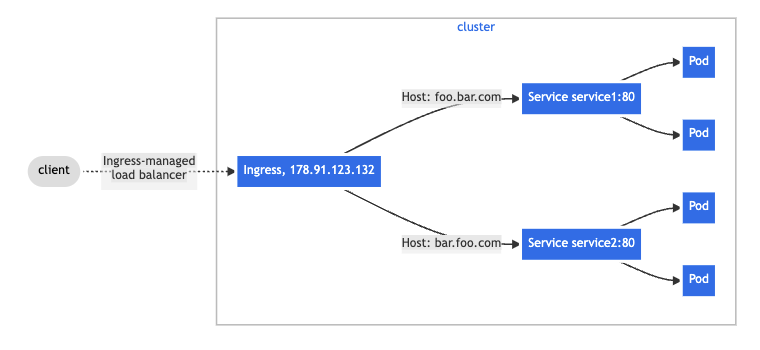 cluster
client
Ingress-managed
load balancer
Ingress, 178.91.123.132
Host: foo.bar.com
Service service1:80
Pod
Pod
Host: bar.foo.com
Service service2:80
Pod
Pod